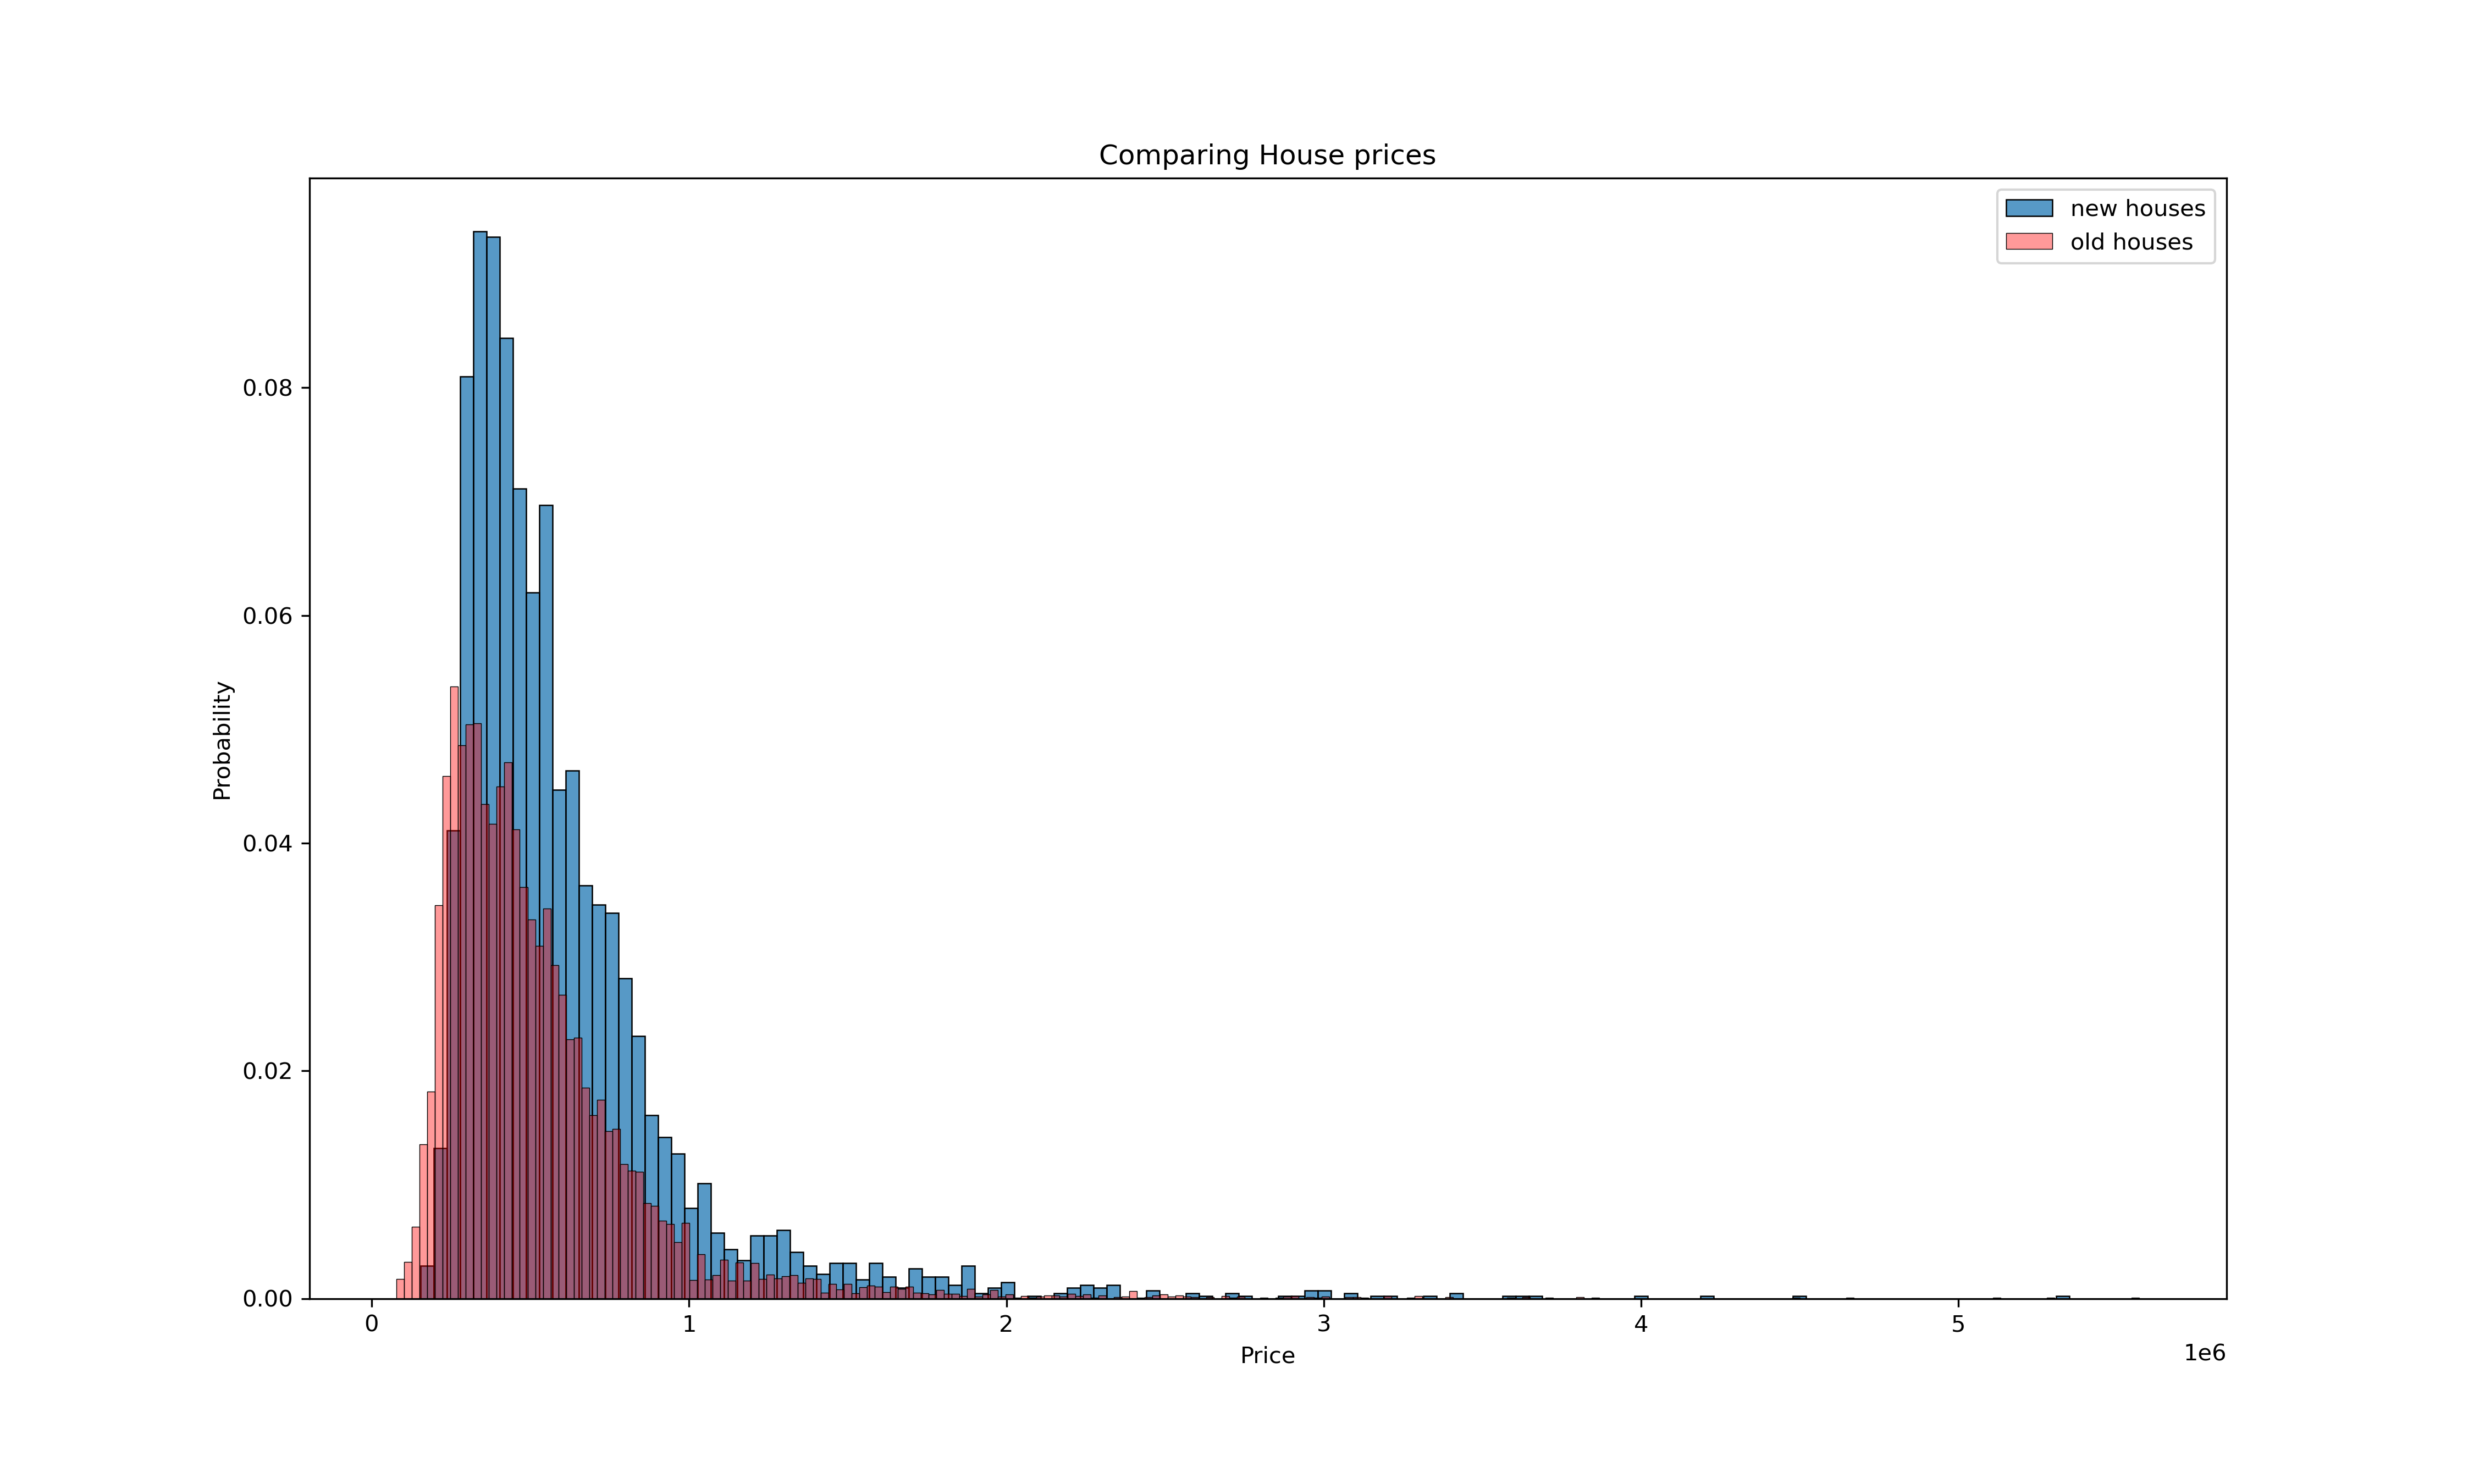 Comparing House prices
new houses
old houses
Probability
0.08
0.06
0.04
0.02
0.00
0 1 2 3 4 5
Price
1e6